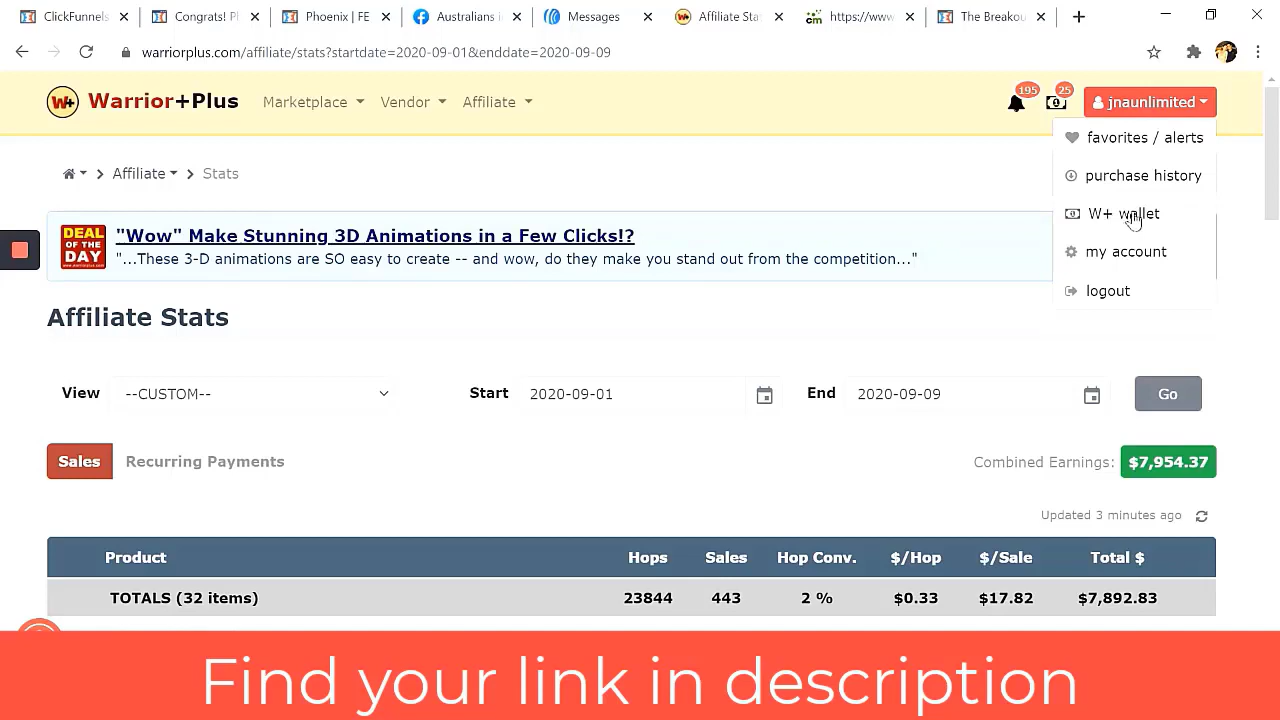 ClickFunnels
Congrats! Pl
Phoenix | FE
Australians i
Messages
Affiliate Sta
https://www
The Breakou
warriorplus.com/affiliate/stats?startdate=2020-09-01&enddate=2020-09-09
W+ Warrior+Plus
Marketplace
Vendor
Affiliate
195
25
jnaunlimited
favorites / alerts
purchase history
W+ wallet
my account
logout
Affiliate
Stats
DEAL OF THE DAY
"Wow" Make Stunning 3D Animations in a Few Clicks!?
"...These 3-D animations are SO easy to create -- and wow, do they make you stand out from the competition..."
Affiliate Stats
View --CUSTOM-- Start 2020-09-01 End 2020-09-09 Go
Sales Recurring Payments Combined Earnings: $7,954.37
Updated 3 minutes ago
Product Hops Sales Hop Conv. $/Hop $/Sale Total $
TOTALS (32 items) 23844 443 2 % $0.33 $17.82 $7,892.83
Find your link in description